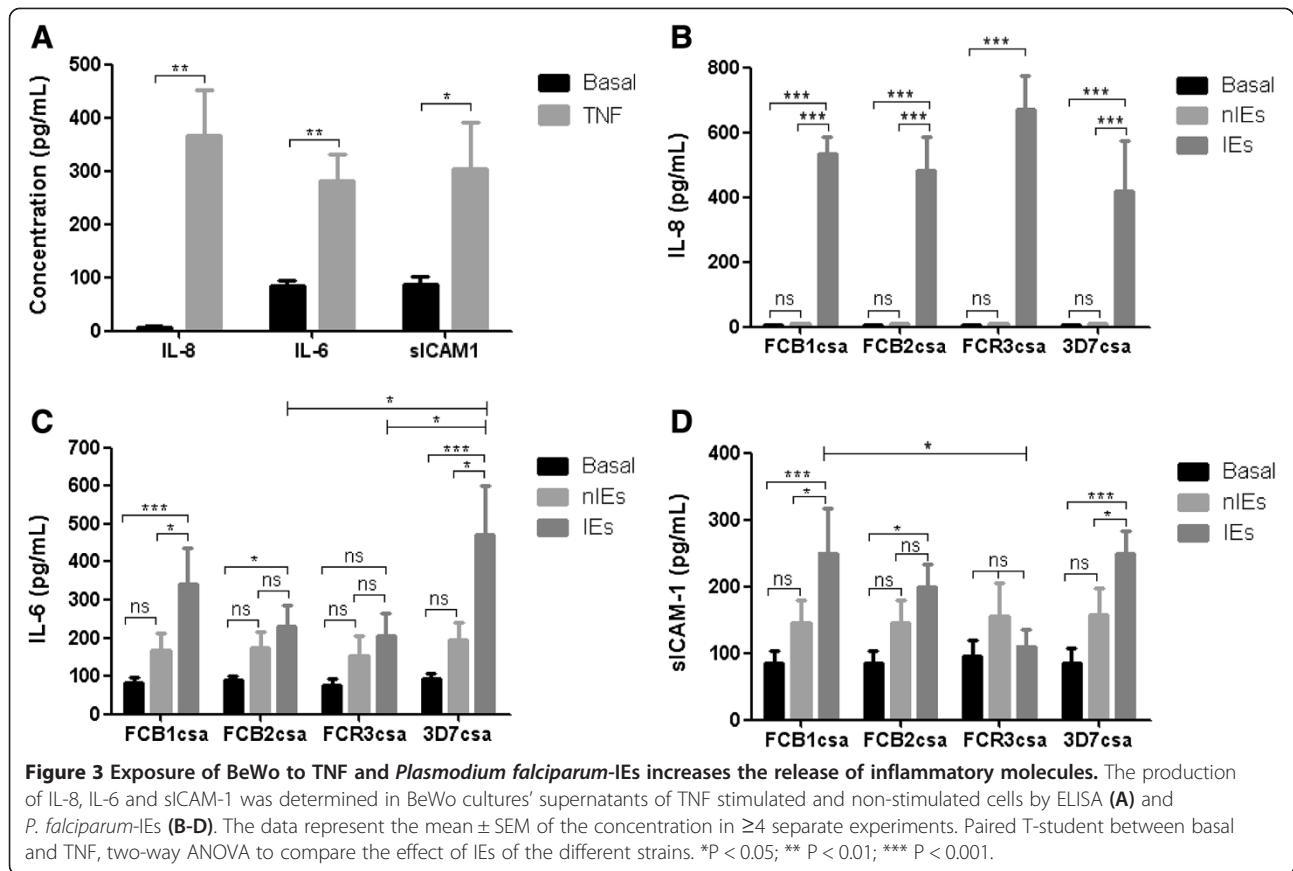 A
Concentration (pg/mL)
500
400
300
200
100
0
**
**
*
IL-8
IL-6
sICAM1
Basal
TNF
B
IL-8 (pg/mL)
800
600
400
200
0
***
***
ns
***
***
ns
***
ns
***
***
ns
FCB1csa
FCB2csa
FCR3csa
3D7csa
Basal
nIEs
IEs
C
IL-6 (pg/mL)
700
600
500
400
300
200
100
0
*
*
***
*
ns
*
ns
ns
ns
ns
ns
***
*
ns
FCB1csa
FCB2csa
FCR3csa
3D7csa
Basal
nIEs
IEs
D
sICAM-1 (pg/mL)
400
300
200
100
0
*
***
*
ns
*
ns
ns
ns
ns
***
*
ns
FCB1csa
FCB2csa
FCR3csa
3D7csa
Basal
nIEs
IEs
Figure 3 Exposure of BeWo to TNF and Plasmodium falciparum-IEs increases the release of inflammatory molecules. The production
of IL-8, IL-6 and sICAM-1 was determined in BeWo cultures’ supernatants of TNF stimulated and non-stimulated cells by ELISA (A) and
P. falciparum-IEs (B-D). The data represent the mean ± SEM of the concentration in ≥4 separate experiments. Paired T-student between basal
and TNF, two-way ANOVA to compare the effect of IEs of the different strains. *P < 0.05; ** P < 0.01; *** P < 0.001.